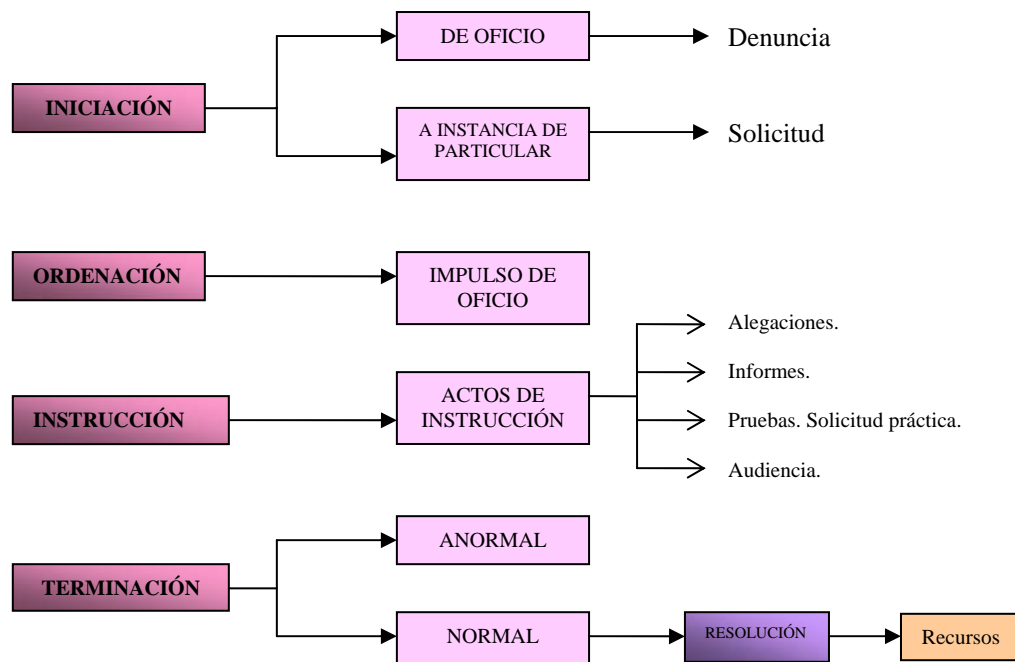 DE OFICIO
Denuncia
INICIACIÓN
A INSTANCIA DE
PARTICULAR
Solicitud
ORDENACIÓN
IMPULSO DE
OFICIO
INSTRUCCIÓN
ACTOS DE
INSTRUCCIÓN
Alegaciones.
Informes.
Pruebas. Solicitud práctica.
Audiencia.
TERMINACIÓN
ANORMAL
NORMAL
RESOLUCIÓN
Recursos